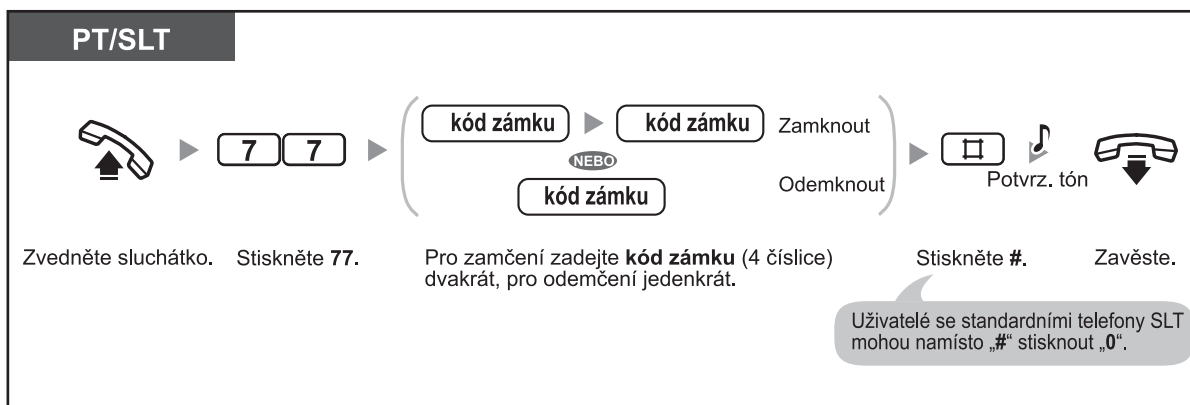 PT/SLT
kód zámku
kód zámku
Zamknout
7 7
NEBO
#
Potvrz. tón
kód zámku
Odemknout
Zvedněte sluchátko.
Stiskněte 77.
Pro zamčení zadejte kód zámku (4 číslice)
dvakrát, pro odemčení jedenkrát.
Stiskněte #.
Zavěste.
Uživatelé se standardními telefony SLT
mohou namísto „#“ stisknout „0“.